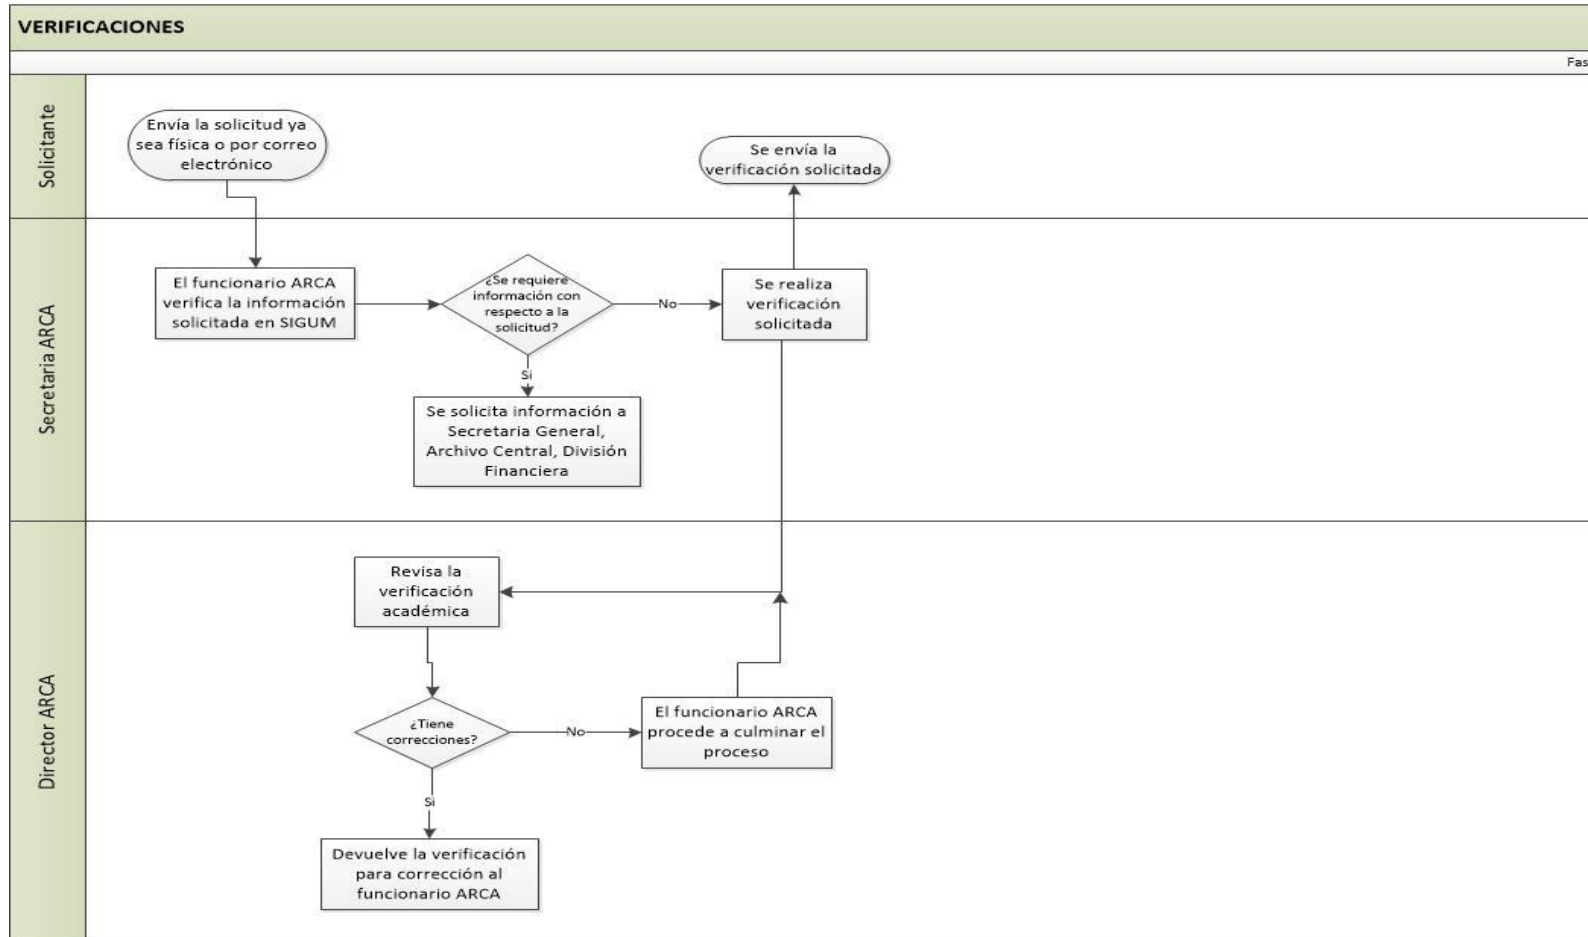 VERIFICACIONES
Fas
Solicitante
Envía la solicitud ya
sea física o por correo
electrónico
Se envía la
verificación solicitada
Secretaria ARCA
El funcionario ARCA
verifica la información
solicitada en SIGUM
¿Se requiere
información con
respecto a la
solicitud?
No
Se realiza
verificación
solicitada
Si
Se solicita información a
Secretaria General,
Archivo Central, División
Financiera
Director ARCA
Revisa la
verificación
académica
¿Tiene
correcciones?
No
El funcionario ARCA
procede a culminar el
proceso
Si
Devuelve la verificación
para corrección al
funcionario ARCA